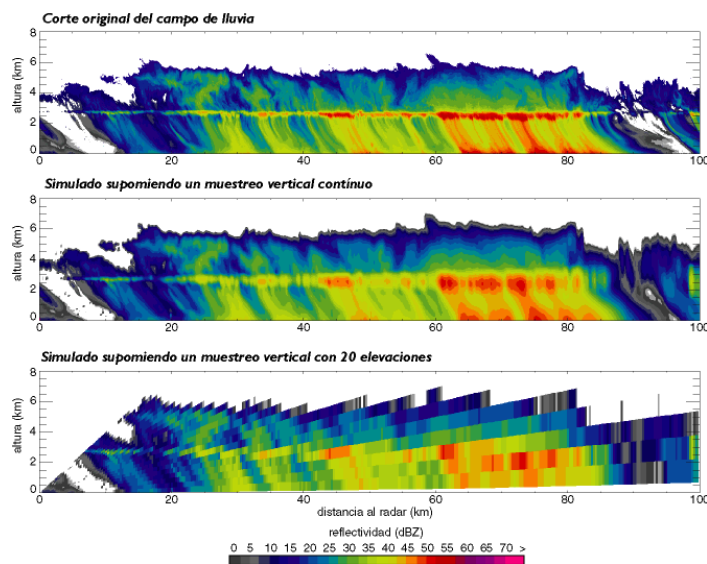 Corte original del campo de lluvia
8
6
4
2
0
altura (km)
0 20 40 60 80 100
Simulado supomiendo un muestreo vertical contínuo
8
6
4
2
0
altura (km)
0 20 40 60 80 100
Simulado supomiendo un muestreo vertical con 20 elevaciones
8
6
4
2
0
altura (km)
0 20 40 60 80 100
distancia al radar (km)
reflectividad (dBZ)
0 5 10 15 20 25 30 35 40 45 50 55 60 65 70 >